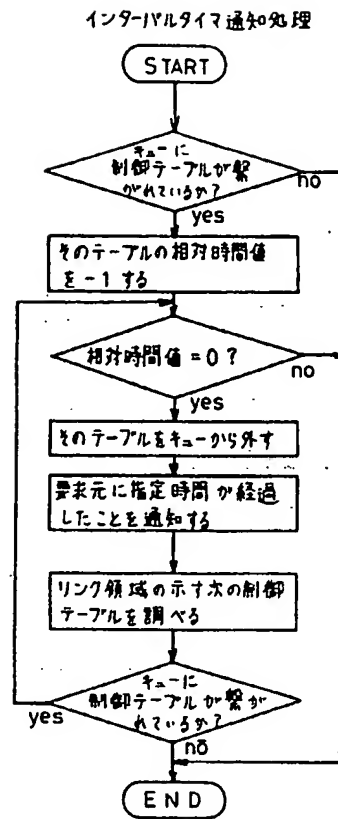 インターバルタイマ通知処理
START
キューに
制御テーブルが繋
がれているか?
no
yes
そのテーブルの相対時間値
を-1する
相対時間値=0?
no
yes
そのテーブルをキューから外す
要求元に指定時間が経過
したことを通知する
リンク領域の示す次の制御
テーブルを調べる
キューに
制御テーブルが繋が
れているか?
yes
no
END